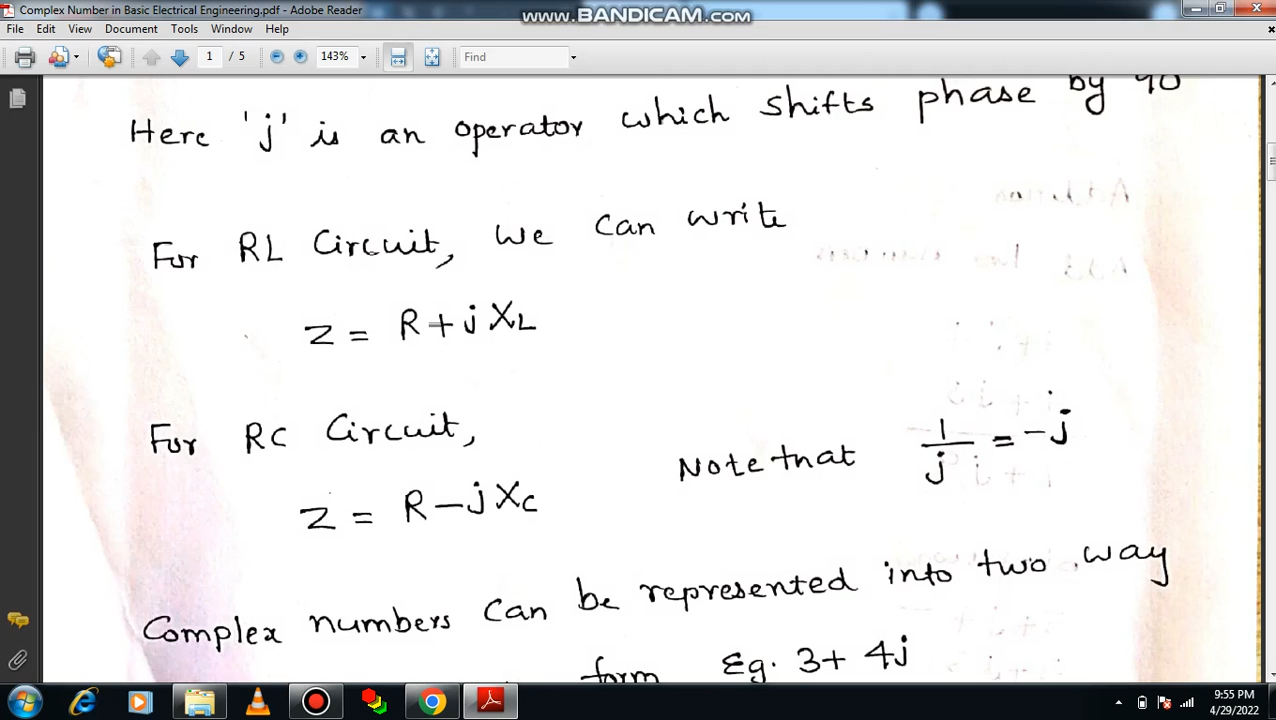 Complex Number in Basic Electrical Engineering.pdf - Adobe Reader
www.BANDICAM.com
File Edit View Document Tools Window Help
1 / 5 143% Find
Here 'j' is an operator which shifts phase by 90
For RL Circuit, we can write
Z = R+jXL
For RC Circuit,
Note that 1/j = -j
Z = R-jXC
Complex numbers can be represented into two way
form Eg. 3+4j
9:55 PM
4/29/2022